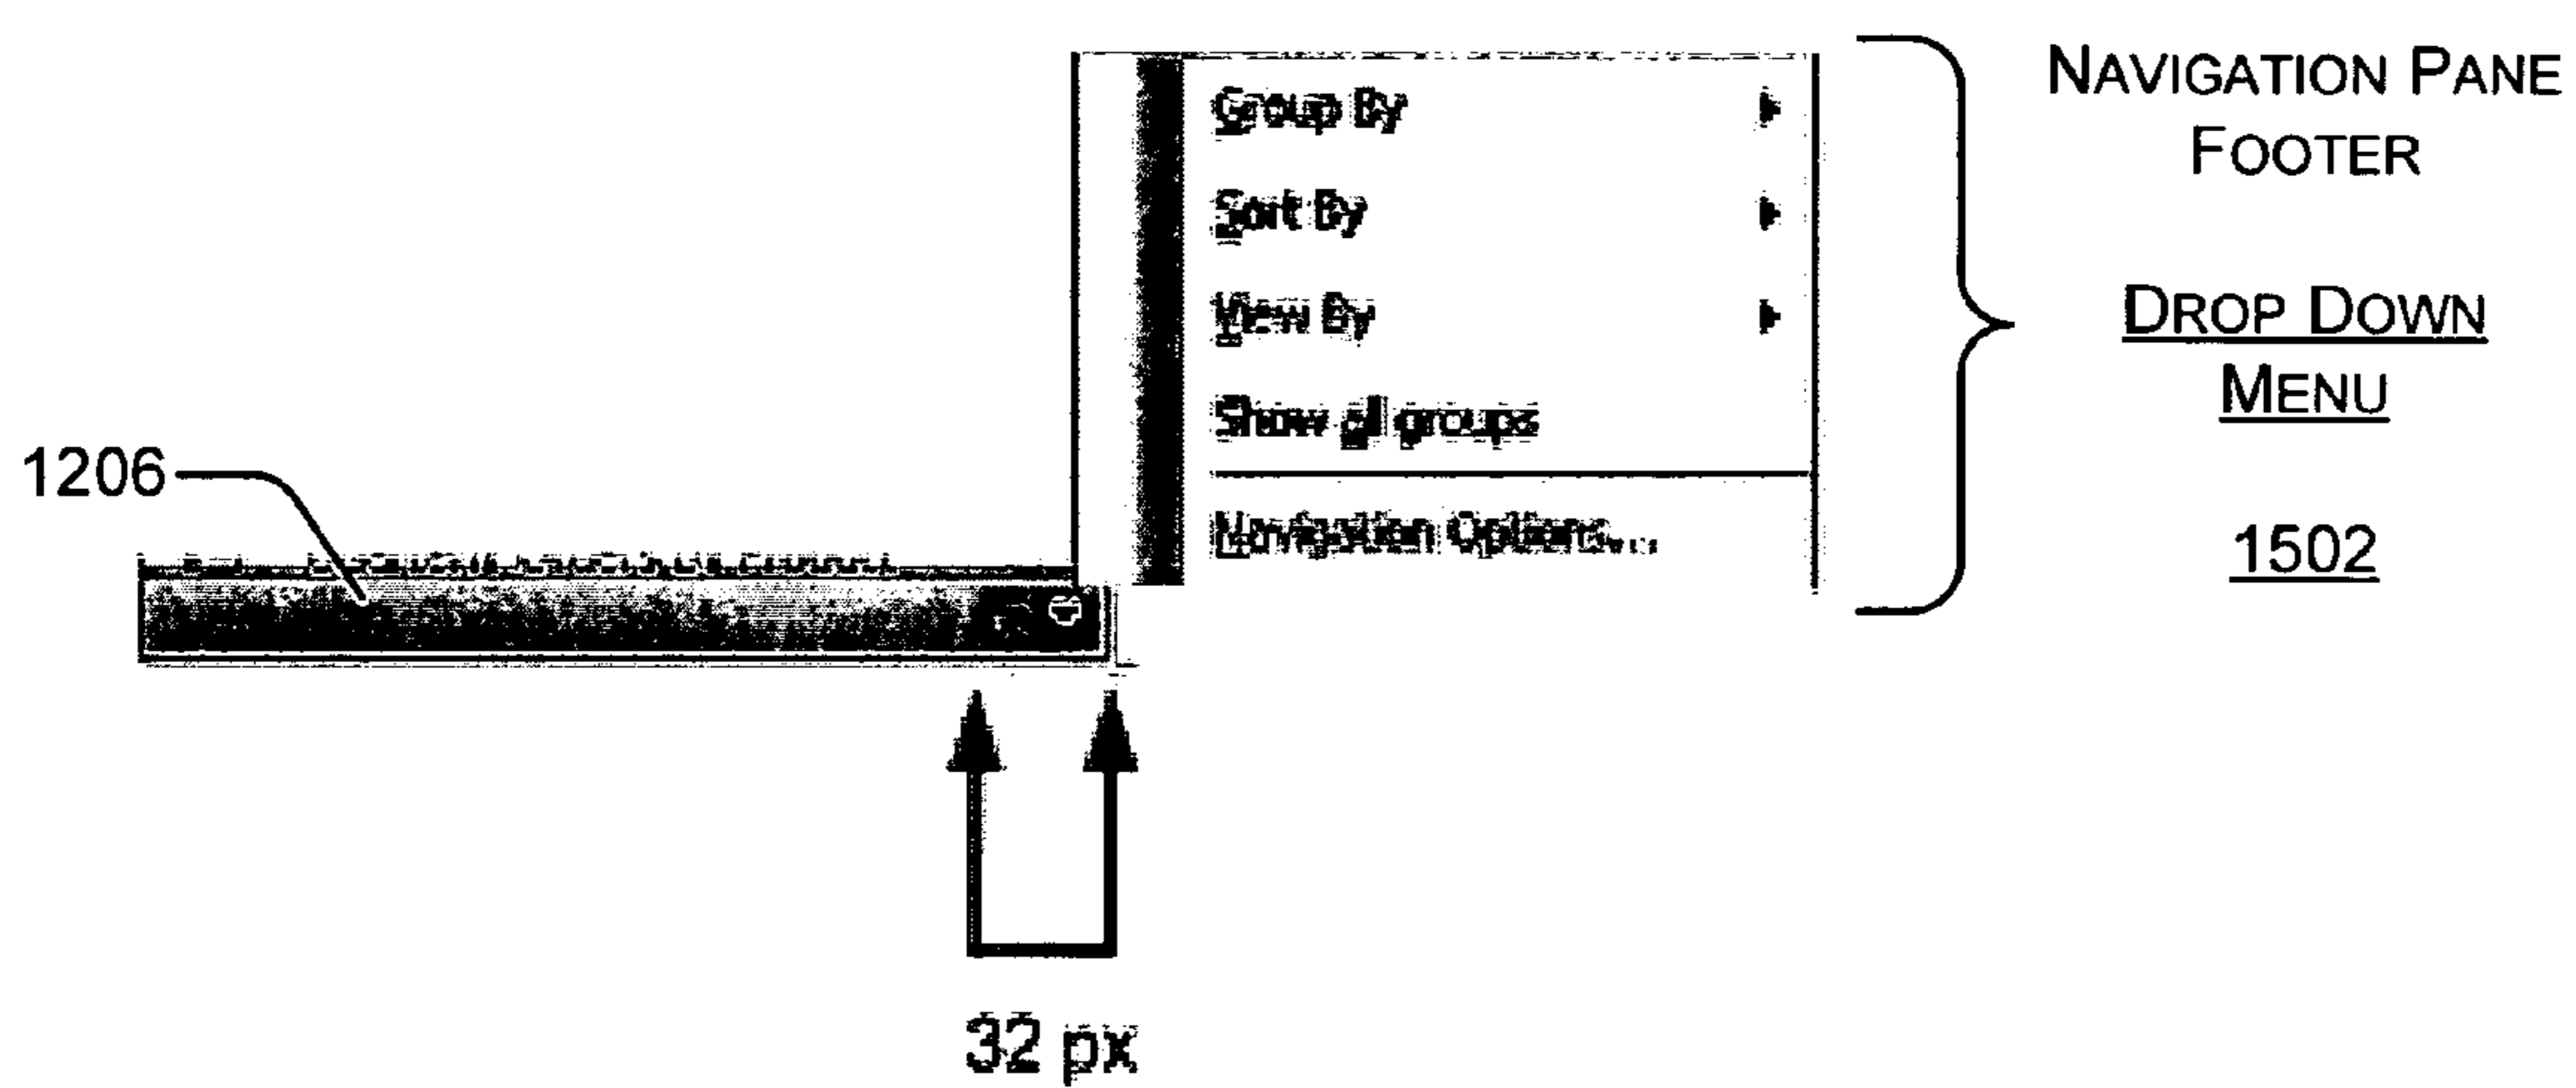 NAVIGATION PANE
FOOTER
DROP DOWN
MENU
1502
Group By
Sort By
View By
Show all groups
Navigation Options...
1206
32 px